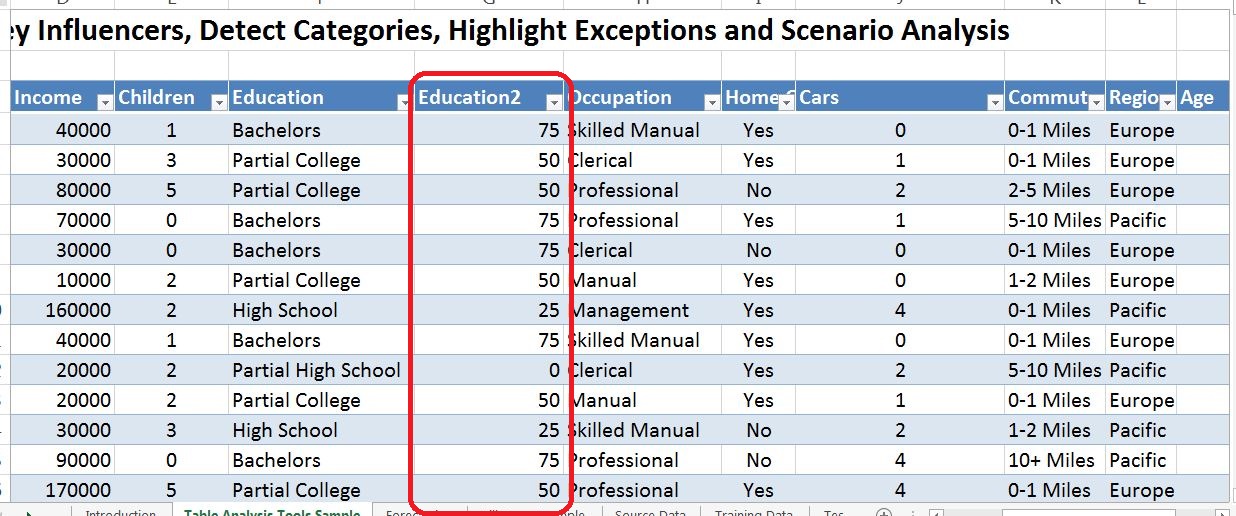 ey Influencers, Detect Categories, Highlight Exceptions and Scenario Analysis
Income Children Education Education2 Occupation Home Cars Commut Regio Age
40000 1 Bachelors 75 Skilled Manual Yes 0 0-1 Miles Europe
30000 3 Partial College 50 Clerical Yes 1 0-1 Miles Europe
80000 5 Partial College 50 Professional No 2 2-5 Miles Europe
70000 0 Bachelors 75 Professional Yes 1 5-10 Miles Pacific
30000 0 Bachelors 75 Clerical No 0 0-1 Miles Europe
10000 2 Partial College 50 Manual Yes 0 1-2 Miles Europe
160000 2 High School 25 Management Yes 4 0-1 Miles Pacific
40000 1 Bachelors 75 Skilled Manual Yes 0 0-1 Miles Europe
20000 2 Partial High School 0 Clerical Yes 2 5-10 Miles Pacific
20000 2 Partial College 50 Manual Yes 1 0-1 Miles Europe
30000 3 High School 25 Skilled Manual No 2 1-2 Miles Pacific
90000 0 Bachelors 75 Professional No 4 10+ Miles Pacific
170000 5 Partial College 50 Professional Yes 4 0-1 Miles Europe
Introduction Table Analysis Tools Sample Source Data Training Data Tes